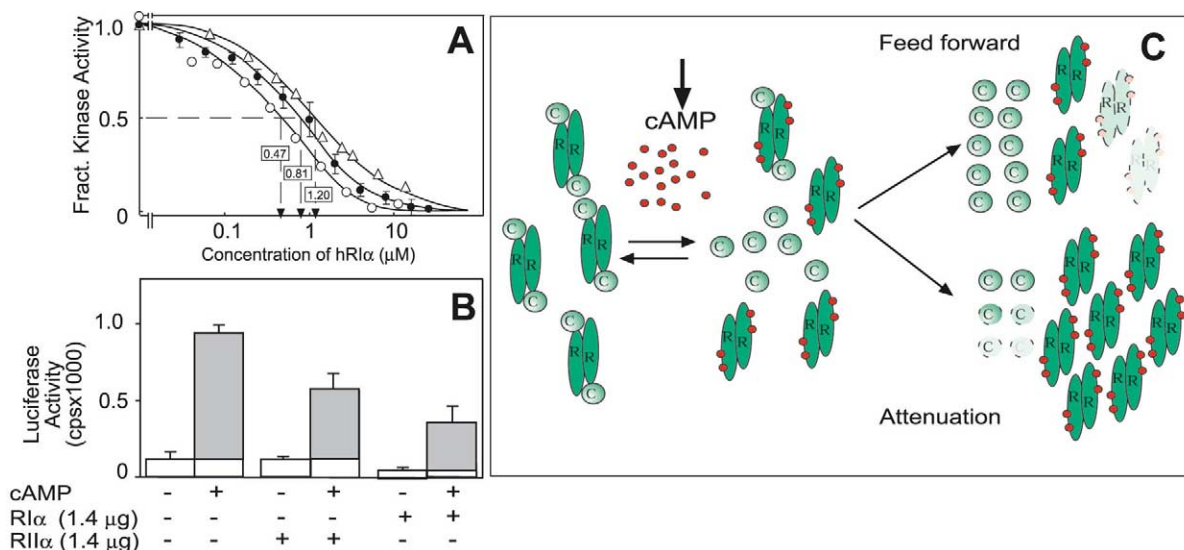 A
Fract. Kinase Activity
1.0
0.5
0
0.47
0.81
1.20
0.1 1 10
Concentration of hRIα (μM)
B
Luciferase
Activity
(cpsx1000)
1.0
0.5
0
cAMP - + - + - +
RIα (1.4 μg) - - - - + +
RIIα (1.4 μg) - - + + - -
C
Feed forward
cAMP
C
R R
C
C
R R
C
C
R R
C
C
R R
C
C
R R
C
R R
C
C
C
C
C
C
C
R R
R R
C C
C C
C C
C C
C C
R R
R R
R R
R R
C C
C C
C C
R R
R R
R R
R R
R R
R R
R R
Attenuation